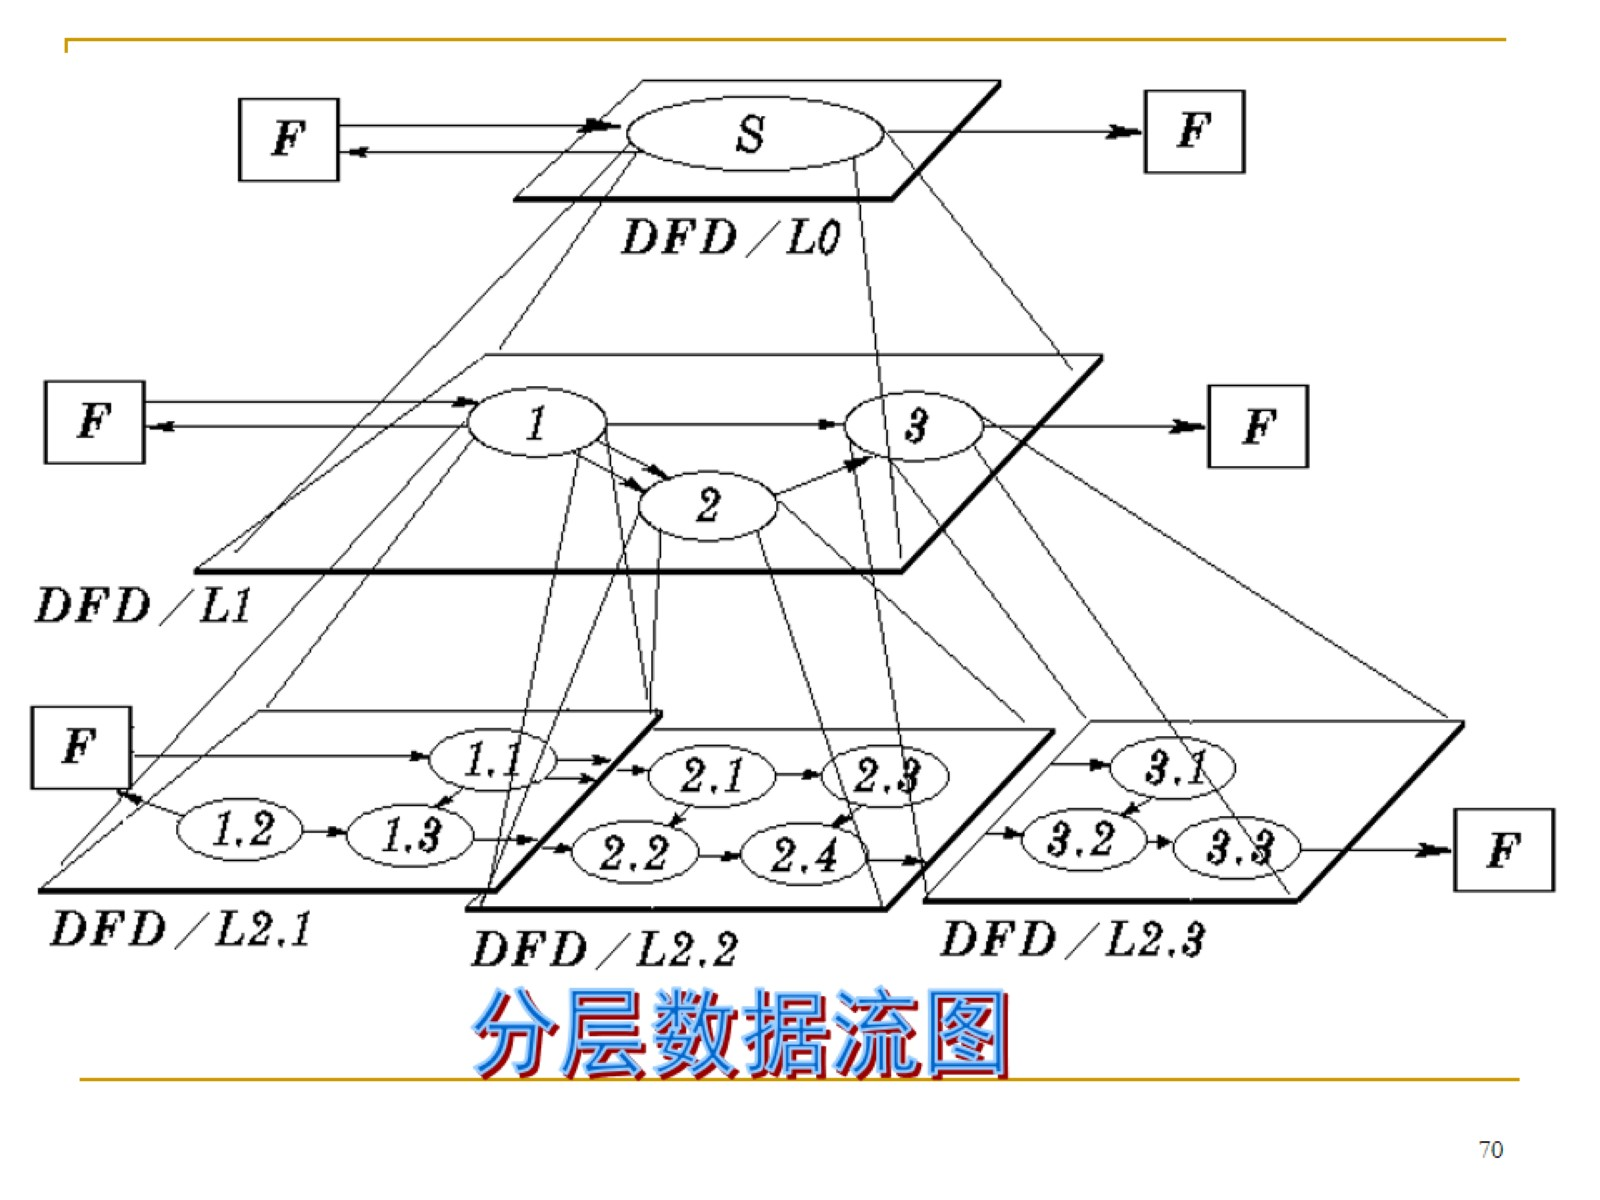 F
S
F
DFD/L0
F
1
3
F
2
DFD/L1
F
1.1
2.1
2.3
3.1
1.2
1.3
2.2
2.4
3.2
3.3
F
DFD/L2.1
DFD/L2.2
DFD/L2.3
分层数据流图
70